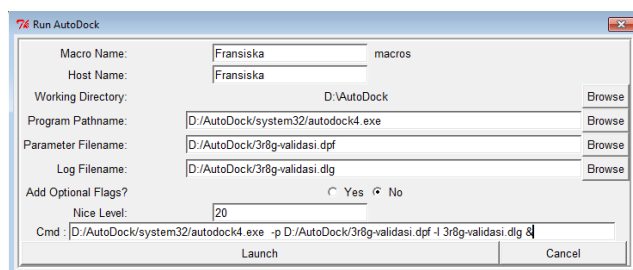 Run AutoDock
Macro Name: Fransiska macros
Host Name: Fransiska
Working Directory: D:\AutoDock Browse
Program Pathname: D:/AutoDock/system32/autodock4.exe Browse
Parameter Filename: D:/AutoDock/3r8g-validasi.dpf Browse
Log Filename: D:/AutoDock/3r8g-validasi.dlg Browse
Add Optional Flags? Yes No
Nice Level: 20
Cmd : D:/AutoDock/system32/autodock4.exe -p D:/AutoDock/3r8g-validasi.dpf -l 3r8g-validasi.dlg &
Launch Cancel